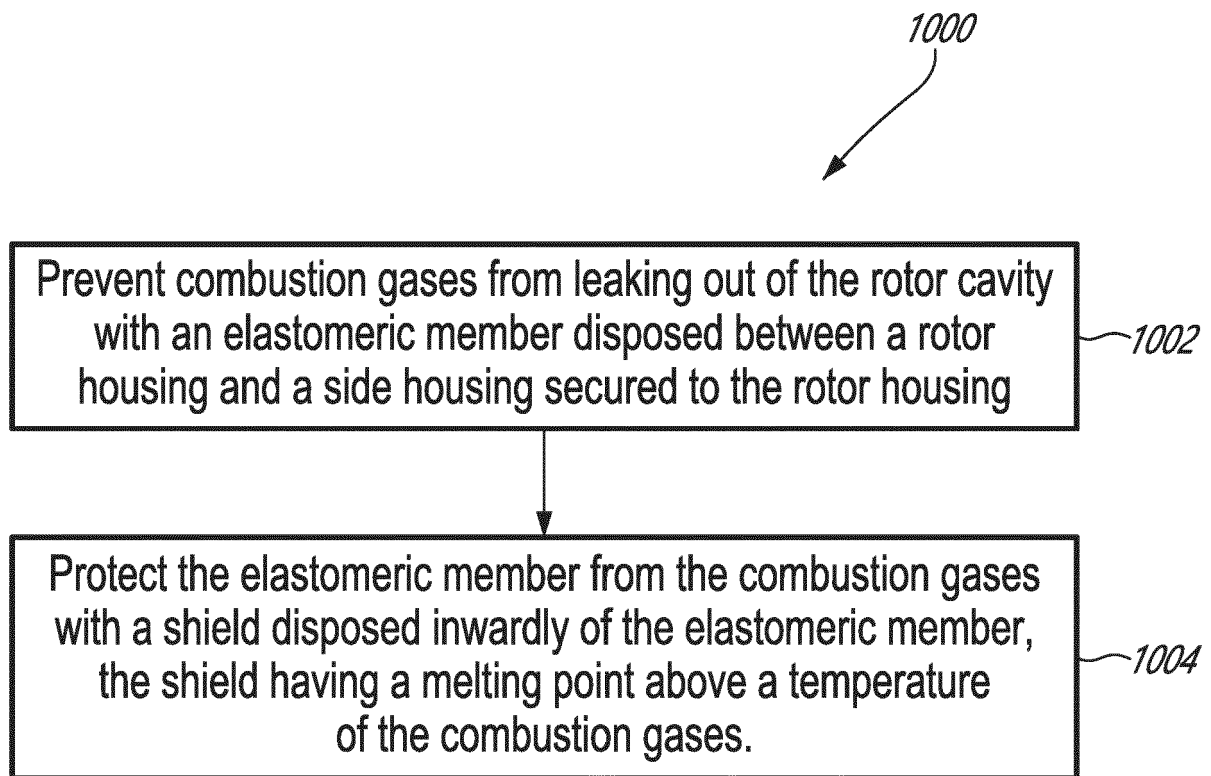 1000
Prevent combustion gases from leaking out of the rotor cavity
with an elastomeric member disposed between a rotor
housing and a side housing secured to the rotor housing
1002
Protect the elastomeric member from the combustion gases
with a shield disposed inwardly of the elastomeric member,
the shield having a melting point above a temperature
of the combustion gases.
1004